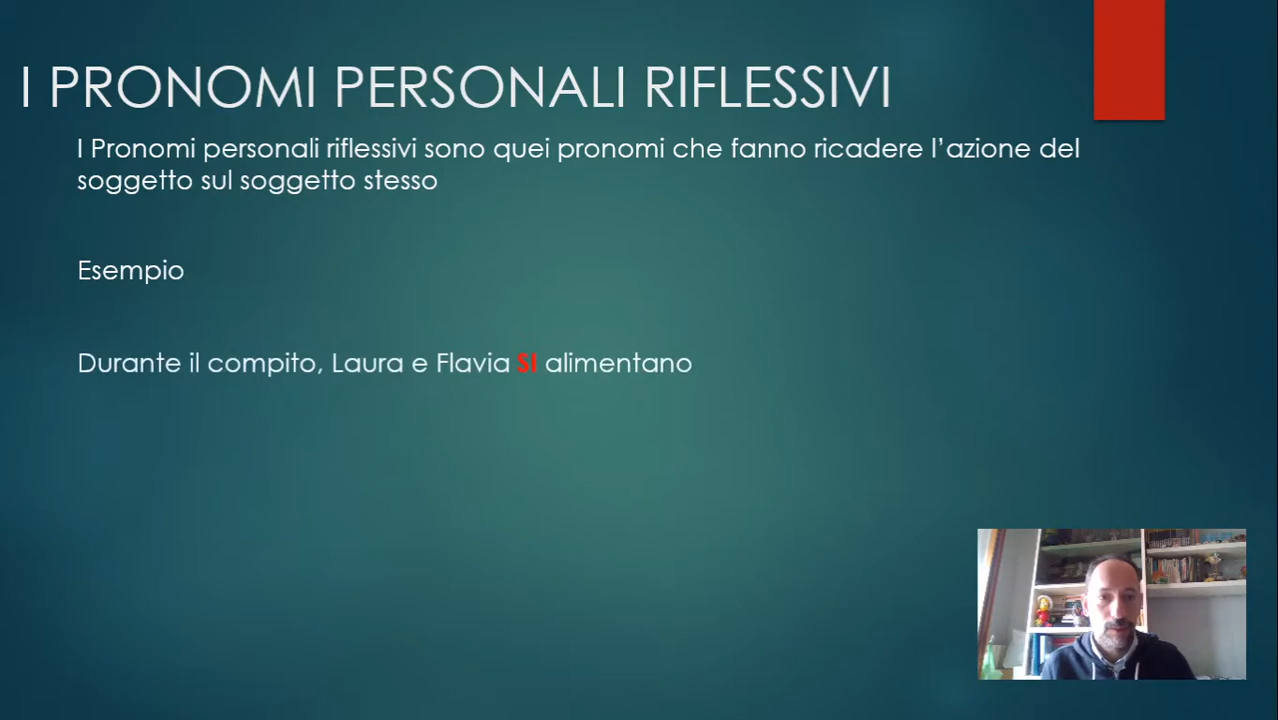 I PRONOMI PERSONALI RIFLESSIVI
I Pronomi personali riflessivi sono quei pronomi che fanno ricadere l’azione del
soggetto sul soggetto stesso
Esempio
Durante il compito, Laura e Flavia SI alimentano